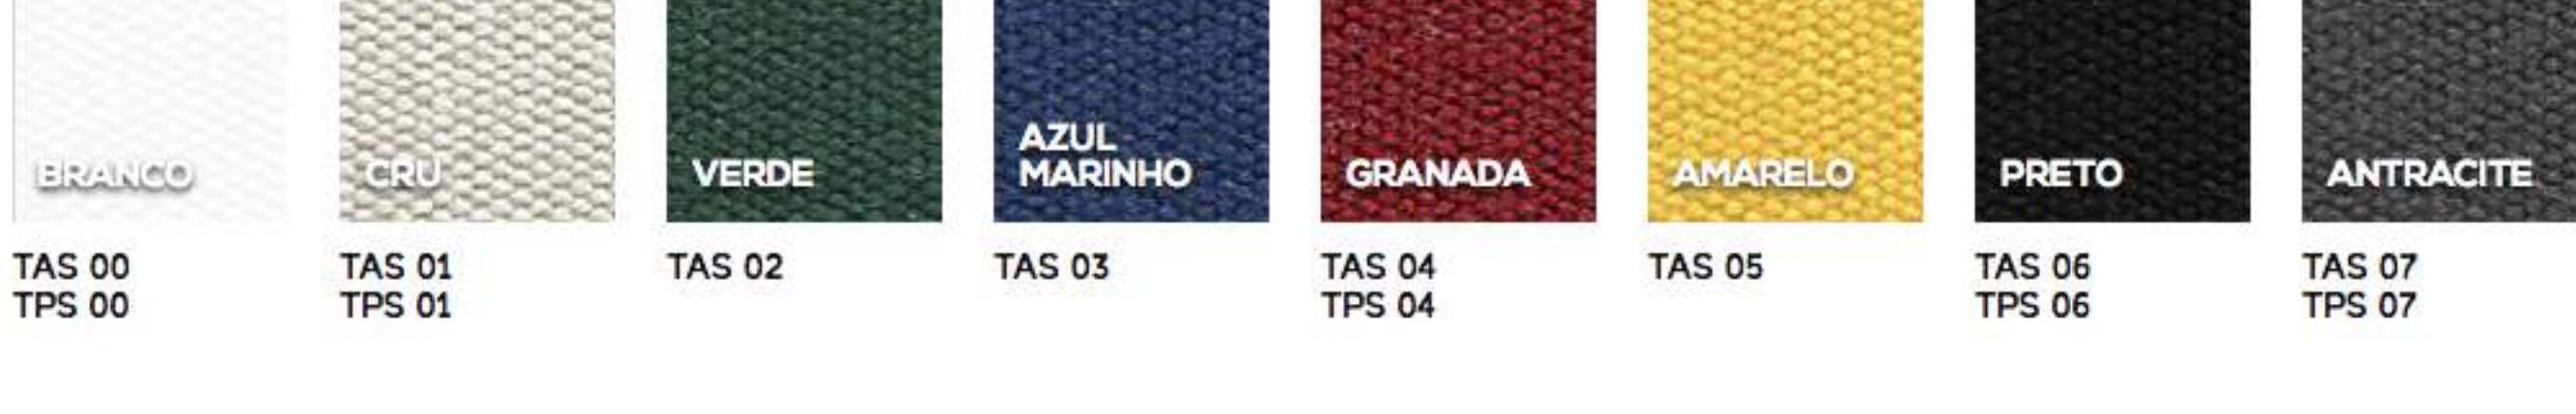 BRANCO
CRU
VERDE
AZUL
MARINHO
GRANADA
AMARELO
PRETO
ANTRACITE
TAS 00
TPS 00
TAS 01
TPS 01
TAS 02
TAS 03
TAS 04
TPS 04
TAS 05
TAS 06
TPS 06
TAS 07
TPS 07